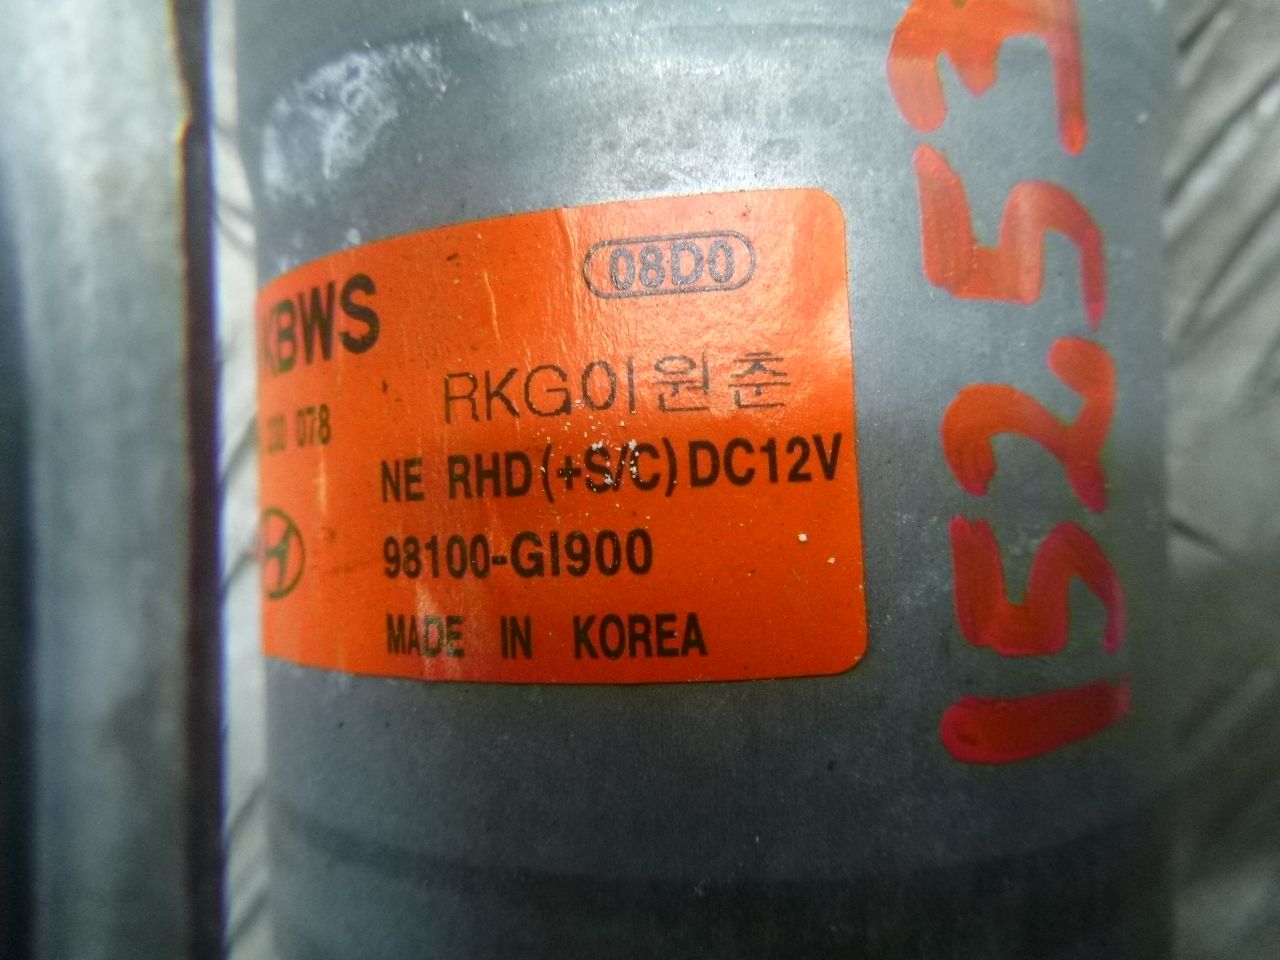 08D0
KBWS
RKG이원춘
078
NE RHD (+S/C) DC12V
98100-GI900
MADE IN KOREA
15253